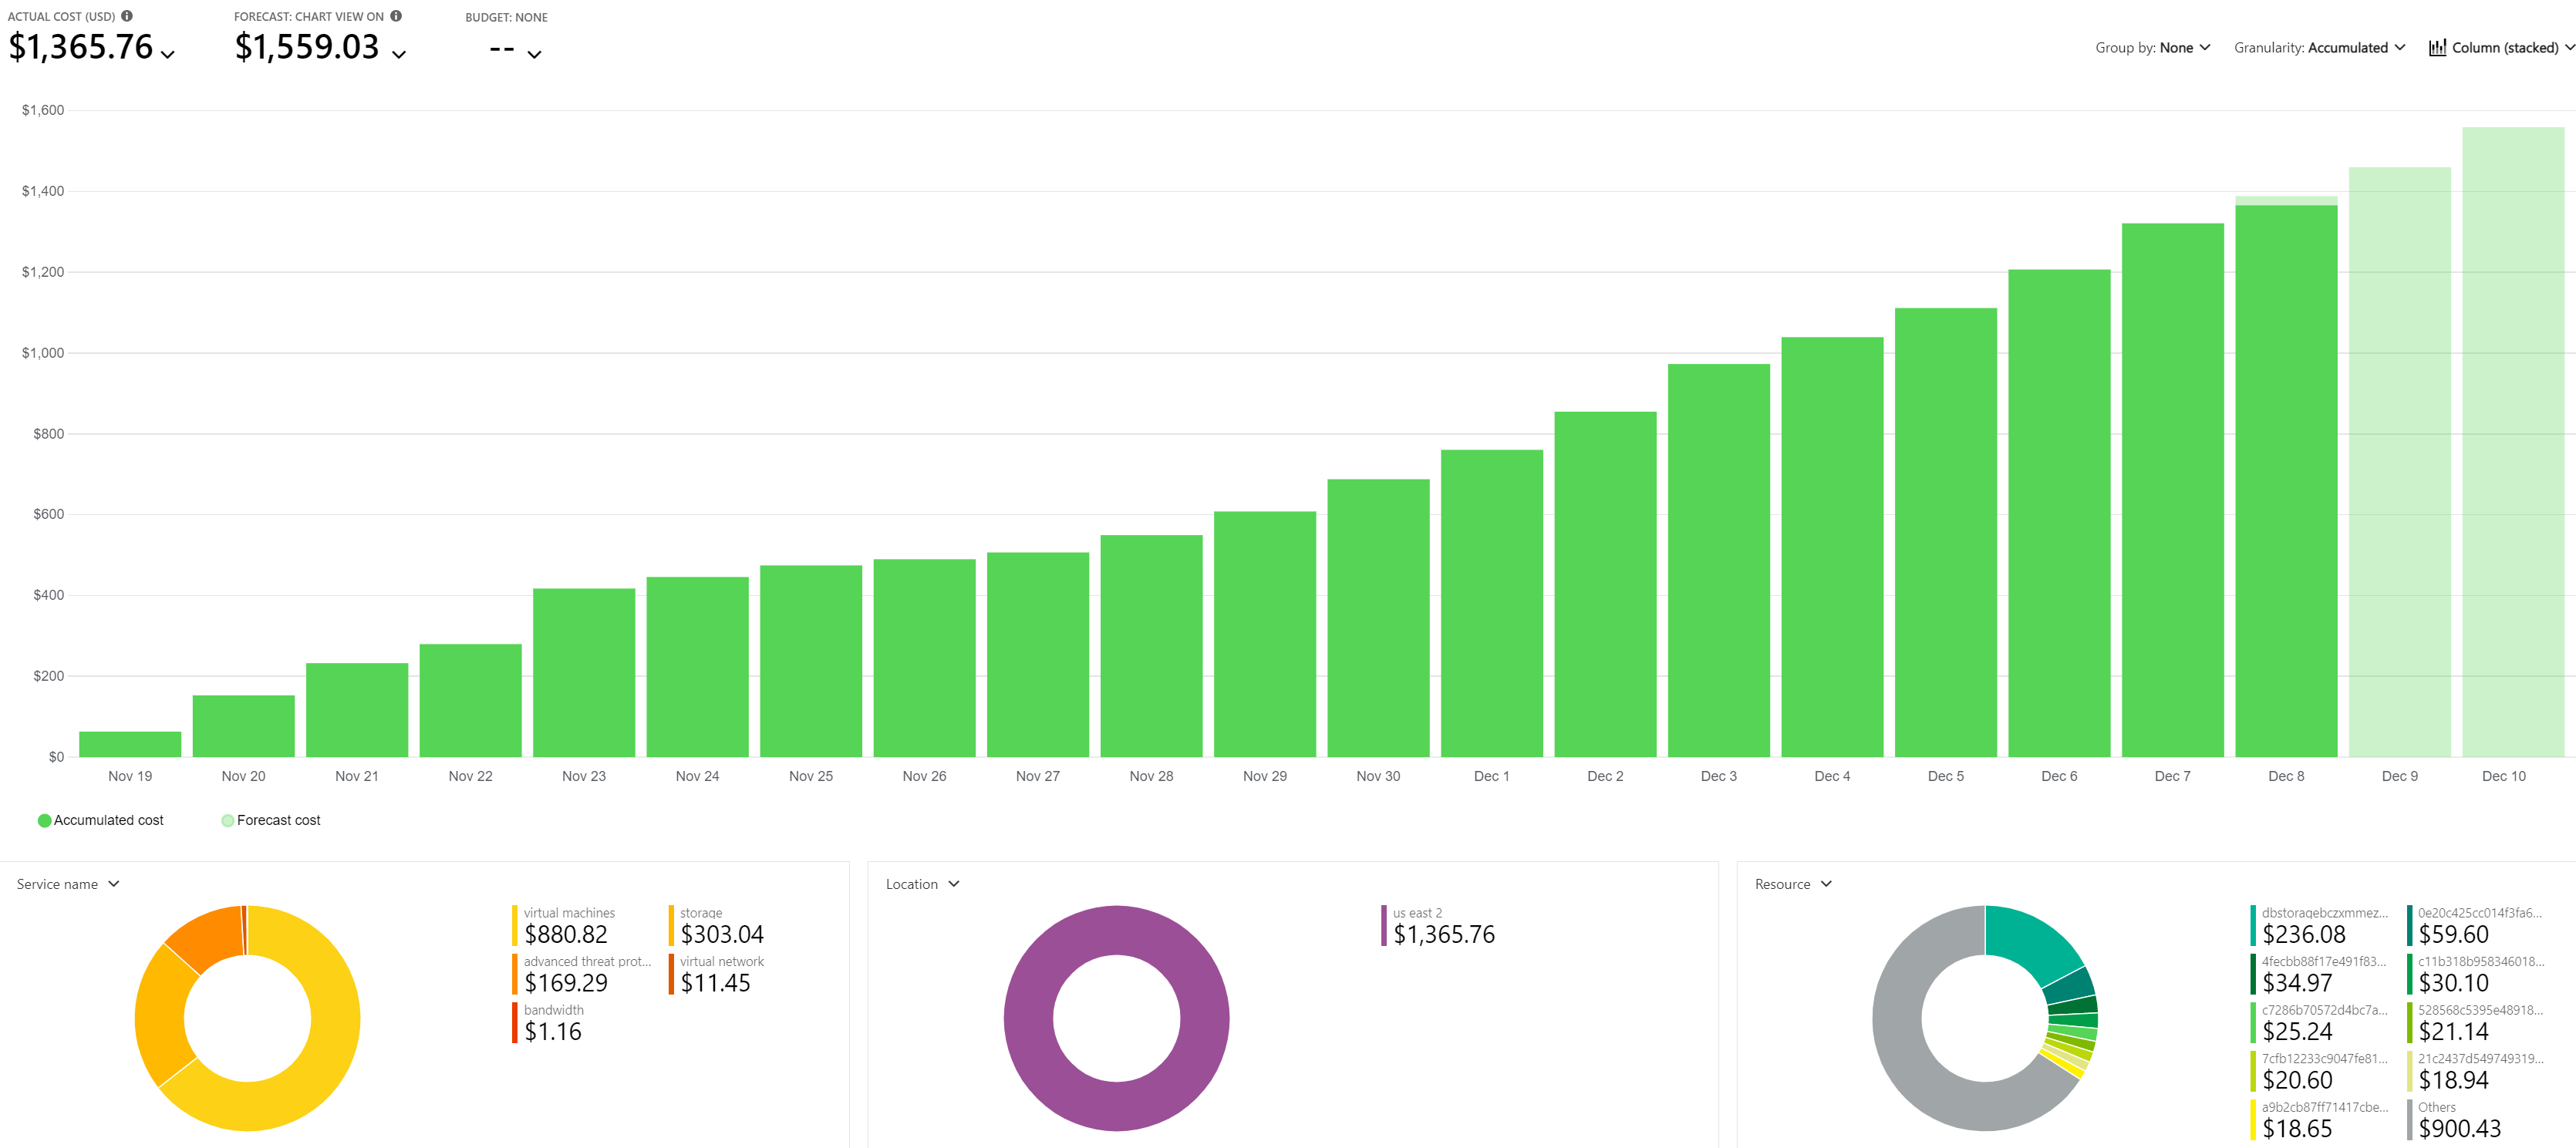 ACTUAL COST (USD)
FORECAST: CHART VIEW ON
BUDGET: NONE
$1,365.76
$1,559.03
--
Group by: None
Granularity: Accumulated
Column (stacked)
$1,600
$1,400
$1,200
$1,000
$800
$600
$400
$200
$0
Nov 19
Nov 20
Nov 21
Nov 22
Nov 23
Nov 24
Nov 25
Nov 26
Nov 27
Nov 28
Nov 29
Nov 30
Dec 1
Dec 2
Dec 3
Dec 4
Dec 5
Dec 6
Dec 7
Dec 8
Dec 9
Dec 10
Accumulated cost
Forecast cost
Service name
virtual machines
$880.82
storage
$303.04
advanced threat prot...
$169.29
virtual network
$11.45
bandwidth
$1.16
Location
us east 2
$1,365.76
Resource
dbstoragebczxmmez...
$236.08
0e20c425cc014f3fa6...
$59.60
4fecbb88f17e491f83...
$34.97
c11b318b958346018...
$30.10
c7286b70572d4bc7a...
$25.24
528568c5395e48918...
$21.14
7cfb12233c9047fe81...
$20.60
21c2437d549749319...
$18.94
a9b2cb87ff71417cbe...
$18.65
Others
$900.43